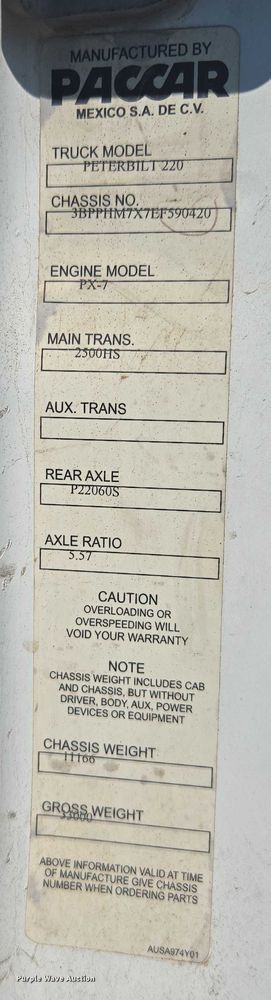 MANUFACTURED BY
PACCAR
MEXICO S.A. DE C.V.
TRUCK MODEL
PETERBILT 220
CHASSIS NO.
3BPPHM7X7EF590420
ENGINE MODEL
PX-7
MAIN TRANS.
2500HS
AUX. TRANS
REAR AXLE
P22060S
AXLE RATIO
5.57
CAUTION
OVERLOADING OR
OVERSPEEDING WILL
VOID YOUR WARRANTY
NOTE
CHASSIS WEIGHT INCLUDES CAB
AND CHASSIS, BUT WITHOUT
DRIVER, BODY, AUX, POWER
DEVICES OR EQUIPMENT
CHASSIS WEIGHT
11166
GROSS WEIGHT
33000
ABOVE INFORMATION VALID AT TIME
OF MANUFACTURE GIVE CHASSIS
NUMBER WHEN ORDERING PARTS
AUSA974Y01
Purple Wave Auction